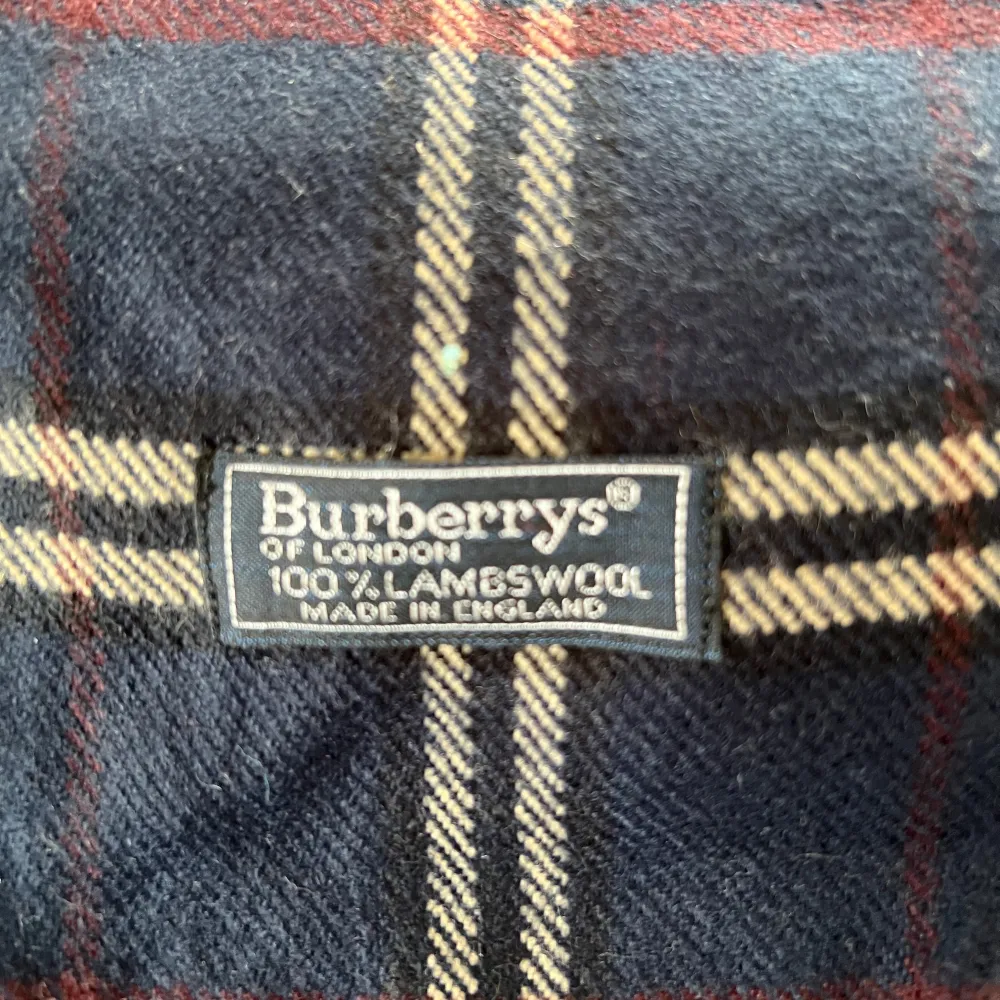 Burberrys®
OF LONDON
100% LAMBSWOOL
MADE IN ENGLAND